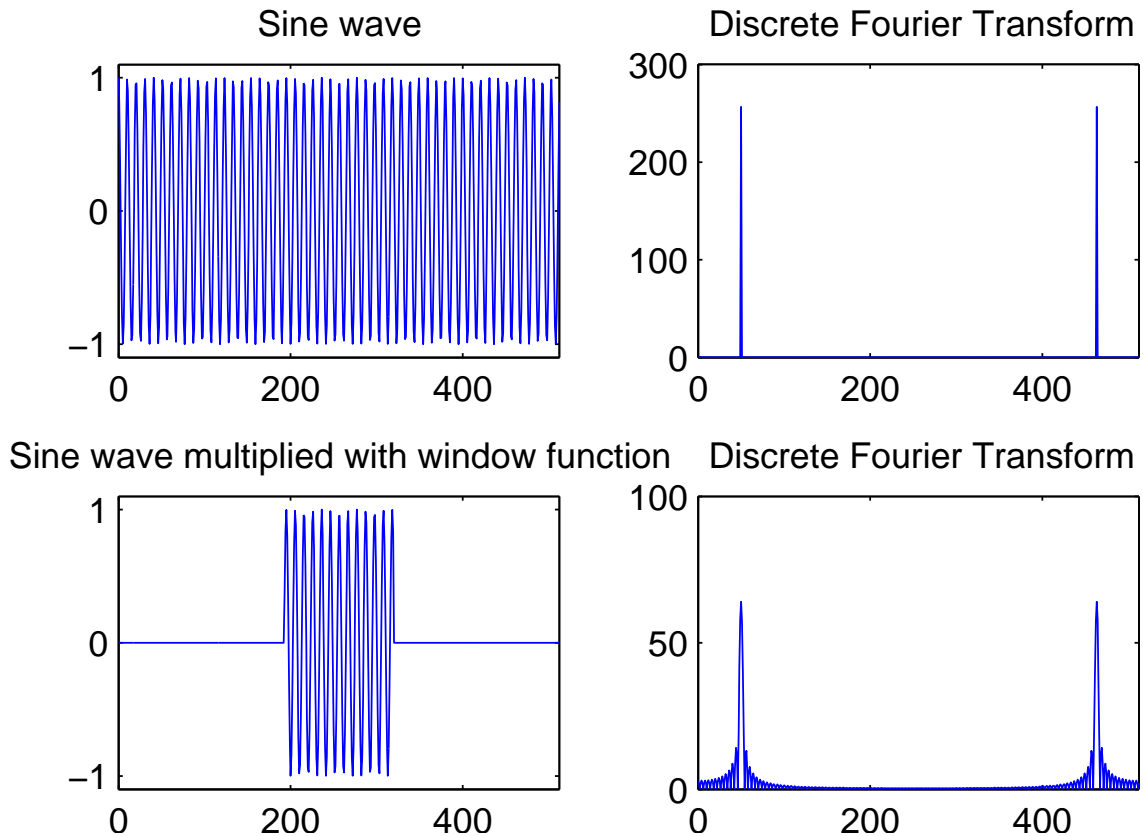 Sine wave
1
0
−1
0 200 400
Discrete Fourier Transform
300
200
100
0
0 200 400
Sine wave multiplied with window function
1
0
−1
0 200 400
Discrete Fourier Transform
100
50
0
0 200 400